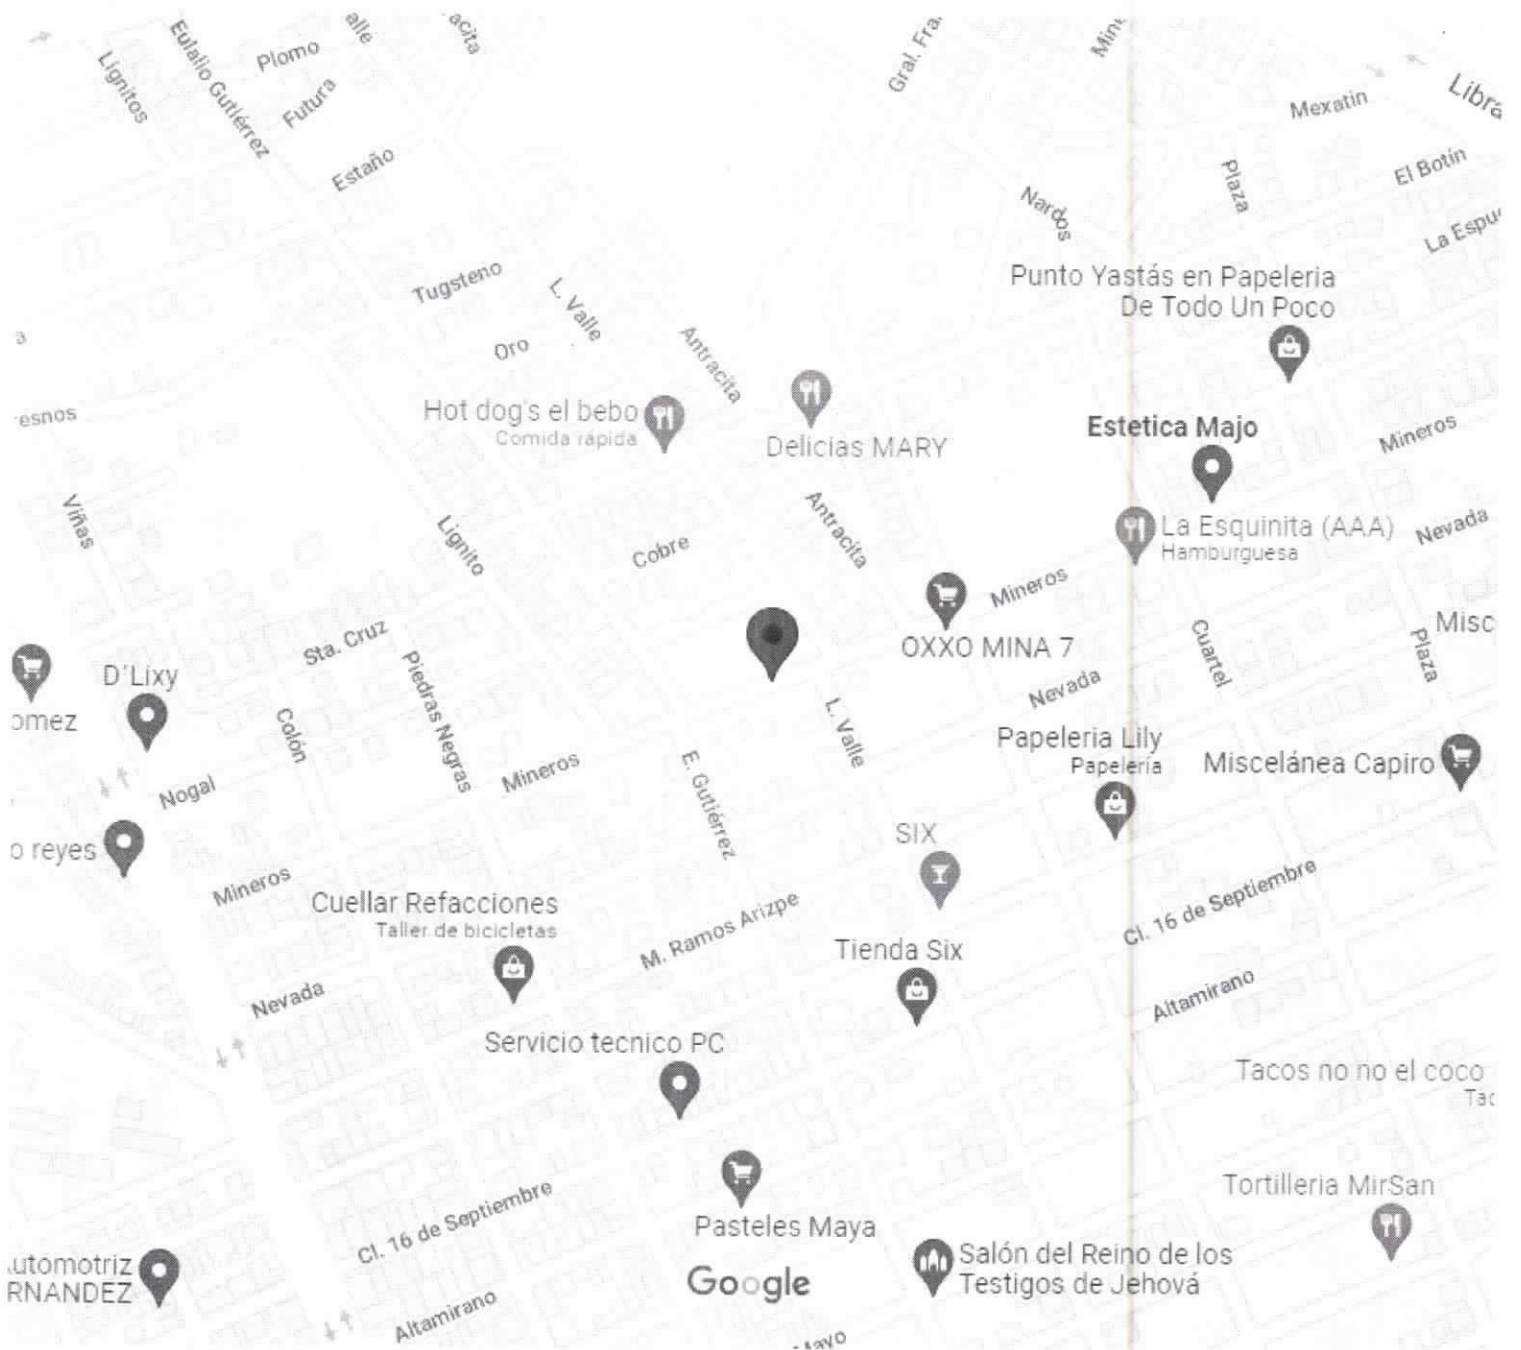 Lignitos
Eulalio Gutiérrez
Plomo
Futura
alle
acita
Estaño
Gral. Fra.
Mexatin
Libra
Plaza
El Botín
La Espu
Nardos
Tugsteno
L. Valle
Oro
Antracita
Punto Yastás en Papeleria
De Todo Un Poco
esnos
Hot dog's el bebo
Comida rápida
Delicias MARY
Estetica Majo
Mineros
Viñas
Lignito
Cobre
Antracita
La Esquinita (AAA)
Hamburguesa
Nevada
Mineros
OXXO MINA 7
Cuartel
Misc
Plaza
Sta. Cruz
Piedras Negras
D´Lixy
omez
Colón
Nevada
L. Valle
Papeleria Lily
Papelería
Miscelánea Capiro
Nogal
Mineros
E. Gutiérrez
o reyes
SIX
Mineros
Cuellar Refacciones
Taller de bicicletas
M. Ramos Arizpe
Cl. 16 de Septiembre
Tienda Six
Nevada
Altamirano
Servicio tecnico PC
Tacos no no el coco
Tac
Cl. 16 de Septiembre
Pasteles Maya
Tortilleria MirSan
utomotriz
RNANDEZ
Google
Salón del Reino de los
Testigos de Jehová
Altamirano
Mayo